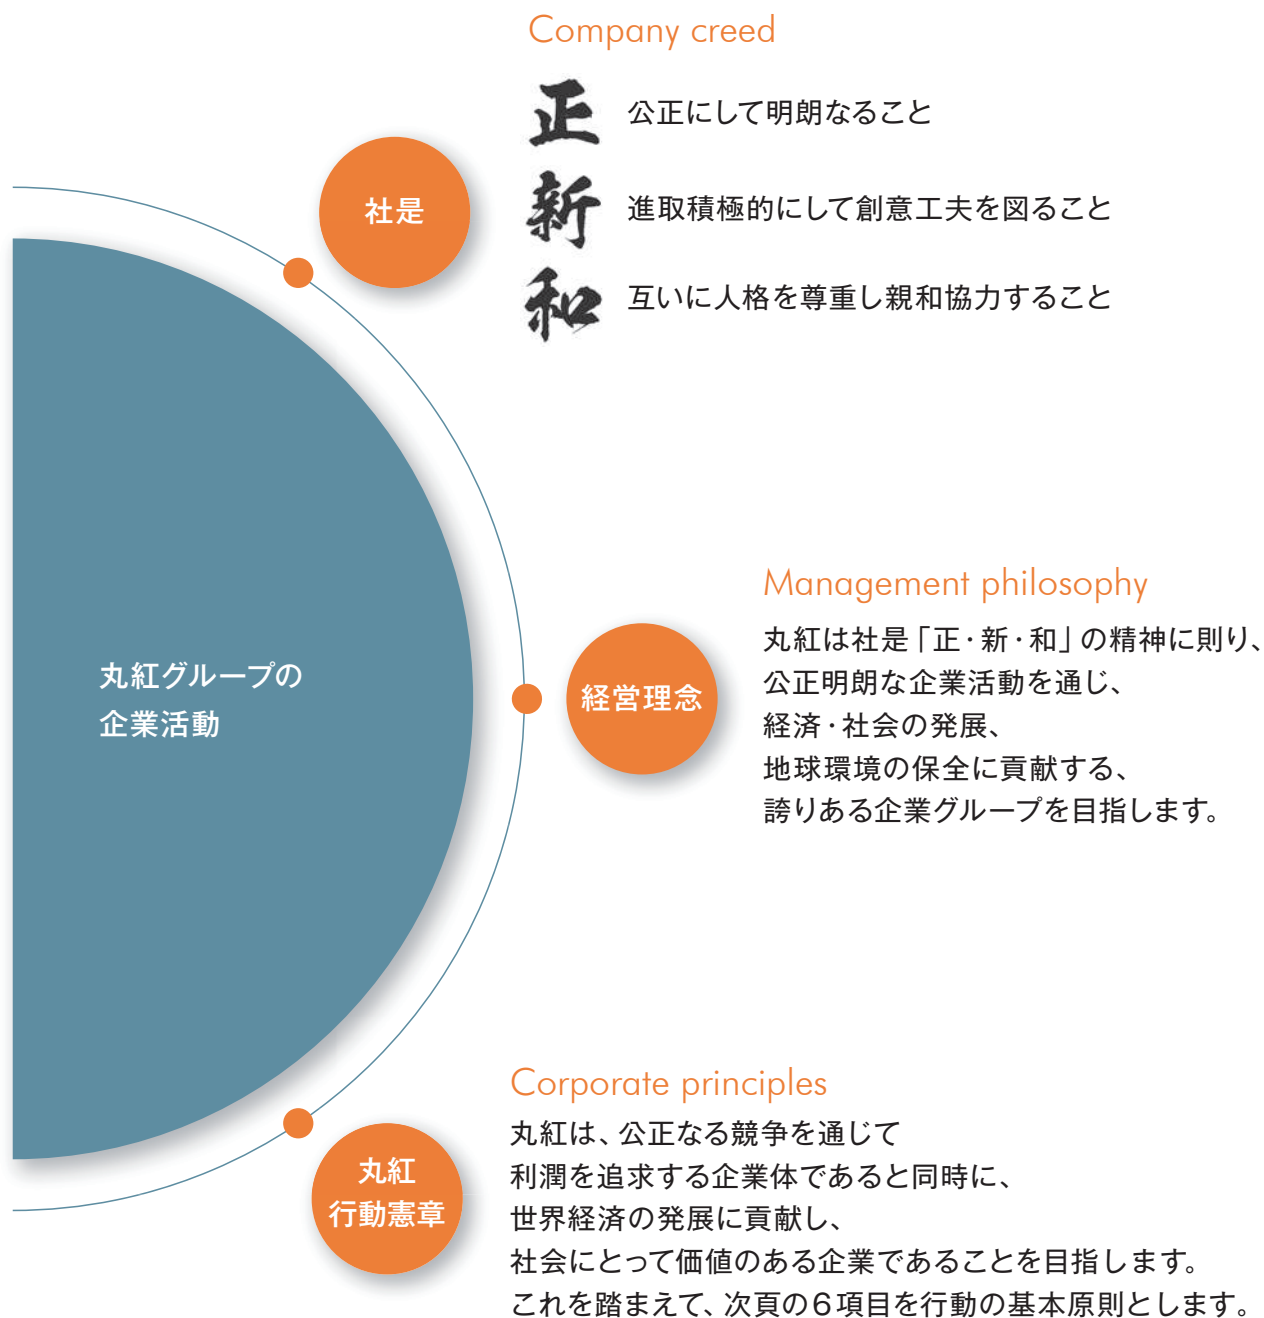 Company creed
正 公正にして明朗なること
新 進取積極的にして創意工夫を図ること
和 互いに人格を尊重し親和協力すること
社是
丸紅グループの
企業活動
経営理念
Management philosophy
丸紅は社是「正・新・和」の精神に則り、
公正明朗な企業活動を通じ、
経済・社会の発展、
地球環境の保全に貢献する、
誇りある企業グループを目指します。
丸紅
行動憲章
Corporate principles
丸紅は、公正なる競争を通じて
利潤を追求する企業体であると同時に、
世界経済の発展に貢献し、
社会にとって価値のある企業であることを目指します。
これを踏まえて、次頁の6項目を行動の基本原則とします。